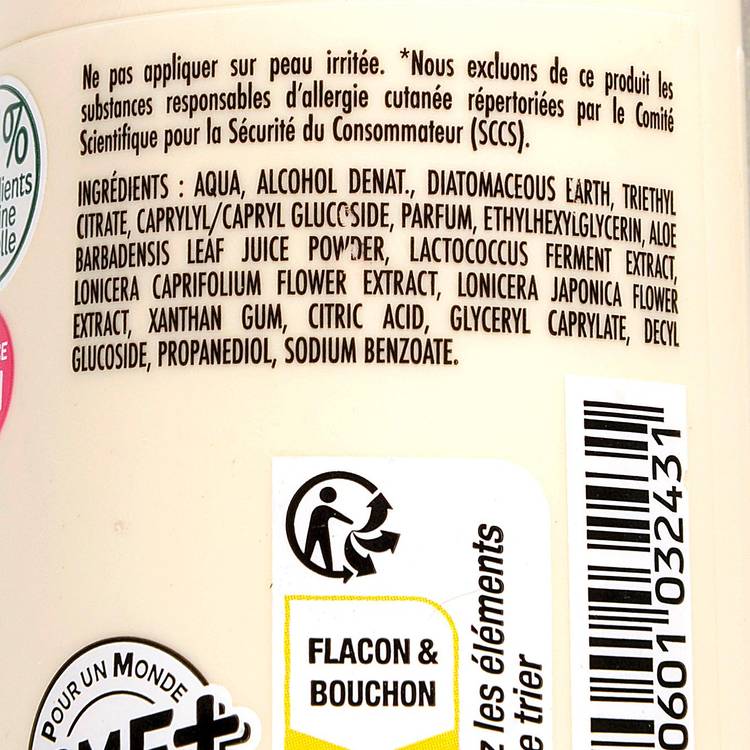 Ne pas appliquer sur peau irritée. *Nous excluons de ce produit les
substances responsables d'allergie cutanée répertoriées par le Comité
Scientifique pour la Sécurité du Consommateur (SCCS).
INGRÉDIENTS : AQUA, ALCOHOL DENAT., DIATOMACEOUS EARTH, TRIETHYL
CITRATE, CAPRYLYL/CAPRYL GLUCOSIDE, PARFUM, ETHYLHEXYLGLYCERIN, ALOE
BARBADENSIS LEAF JUICE POWDER, LACTOCOCCUS FERMENT EXTRACT,
LONICERA CAPRIFOLIUM FLOWER EXTRACT, LONICERA JAPONICA FLOWER
EXTRACT, XANTHAN GUM, CITRIC ACID, GLYCERYL CAPRYLATE, DECYL
GLUCOSIDE, PROPANEDIOL, SODIUM BENZOATE.
%
FLACON &
BOUCHON
les éléments
trier
POUR UN MONDE
0601 032431